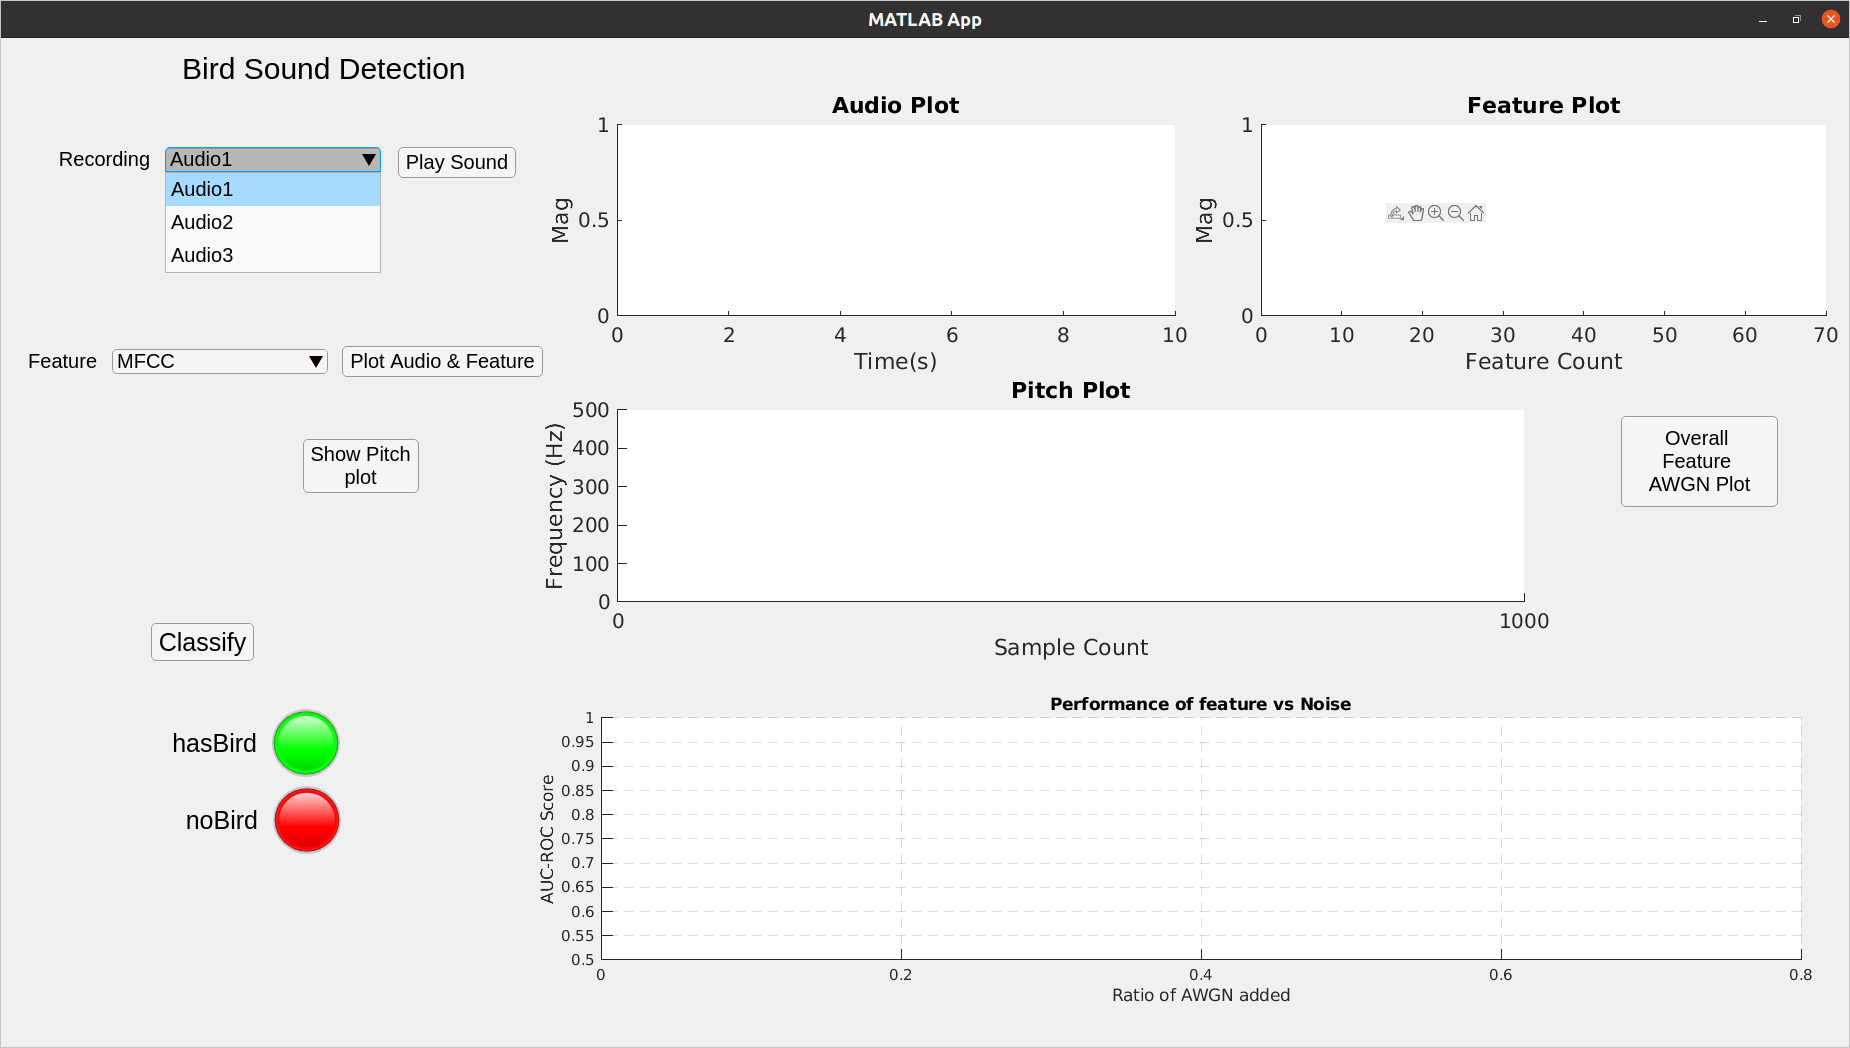 MATLAB App
Bird Sound Detection
Recording
Audio1
Play Sound
Audio1
Audio2
Audio3
Feature
MFCC
Plot Audio & Feature
Show Pitch
plot
Classify
hasBird
noBird
Audio Plot
1
0.5
0
Mag
0 2 4 6 8 10
Time(s)
Feature Plot
1
0.5
0
Mag
0 10 20 30 40 50 60 70
Feature Count
Pitch Plot
500
400
300
200
100
0
Frequency (Hz)
0 1000
Sample Count
Overall
Feature
AWGN Plot
Performance of feature vs Noise
1
0.95
0.9
0.85
0.8
0.75
0.7
0.65
0.6
0.55
0.5
AUC-ROC Score
0 0.2 0.4 0.6 0.8
Ratio of AWGN added